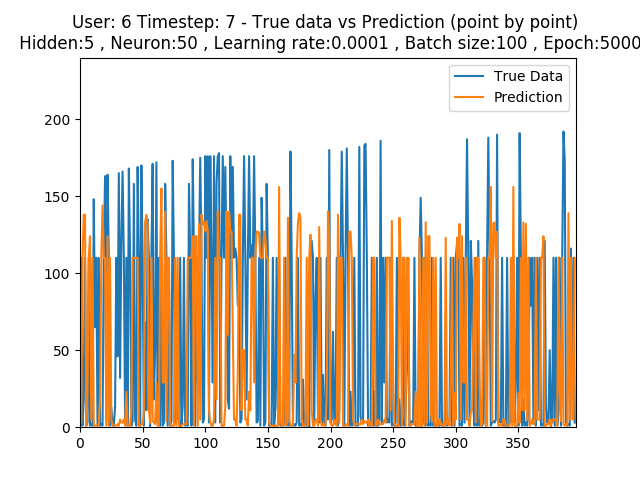 User: 6 Timestep: 7 - True data vs Prediction (point by point)
Hidden:5 , Neuron:50 , Learning rate:0.0001 , Batch size:100 , Epoch:5000
True Data
Prediction
200
150
100
50
0
0 50 100 150 200 250 300 350